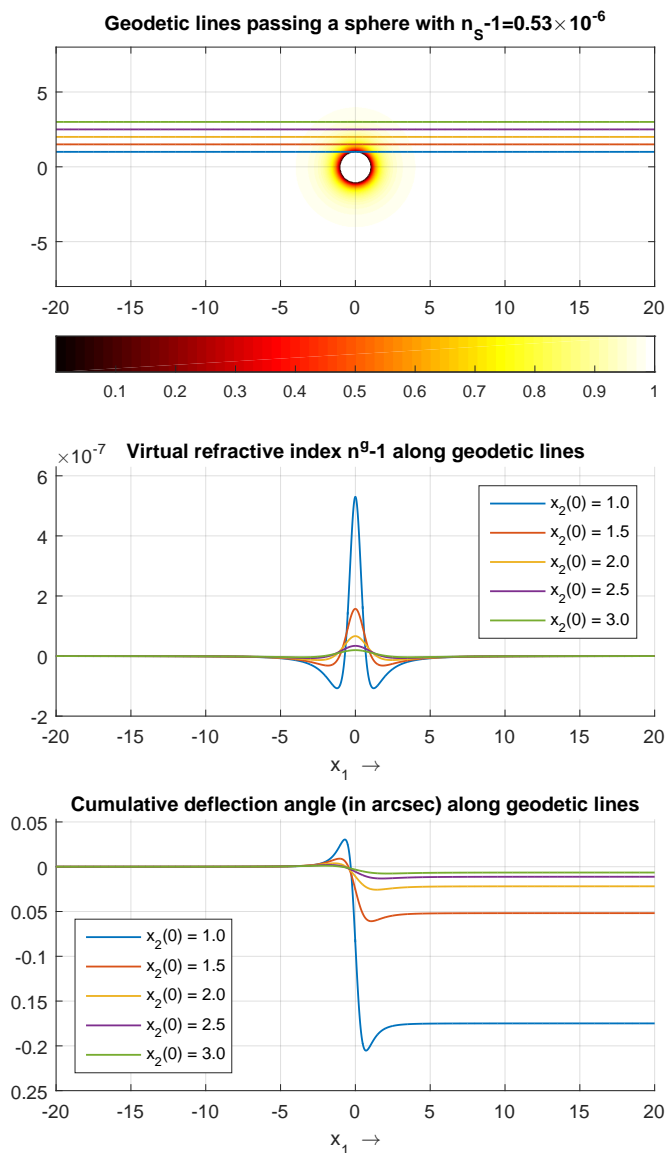 Geodetic lines passing a sphere with n_S-1=0.53×10^-6
5
0
-5
-20 -15 -10 -5 0 5 10 15 20
0.1 0.2 0.3 0.4 0.5 0.6 0.7 0.8 0.9 1
×10^-7
Virtual refractive index n^g-1 along geodetic lines
6
4
2
0
-2
x_2(0) = 1.0
x_2(0) = 1.5
x_2(0) = 2.0
x_2(0) = 2.5
x_2(0) = 3.0
-20 -15 -10 -5 0 5 10 15 20
x_1 →
Cumulative deflection angle (in arcsec) along geodetic lines
0.05
0
0.05
-0.1
-0.15
-0.2
0.25
x_2(0) = 1.0
x_2(0) = 1.5
x_2(0) = 2.0
x_2(0) = 2.5
x_2(0) = 3.0
-20 -15 -10 -5 0 5 10 15 20
x_1 →